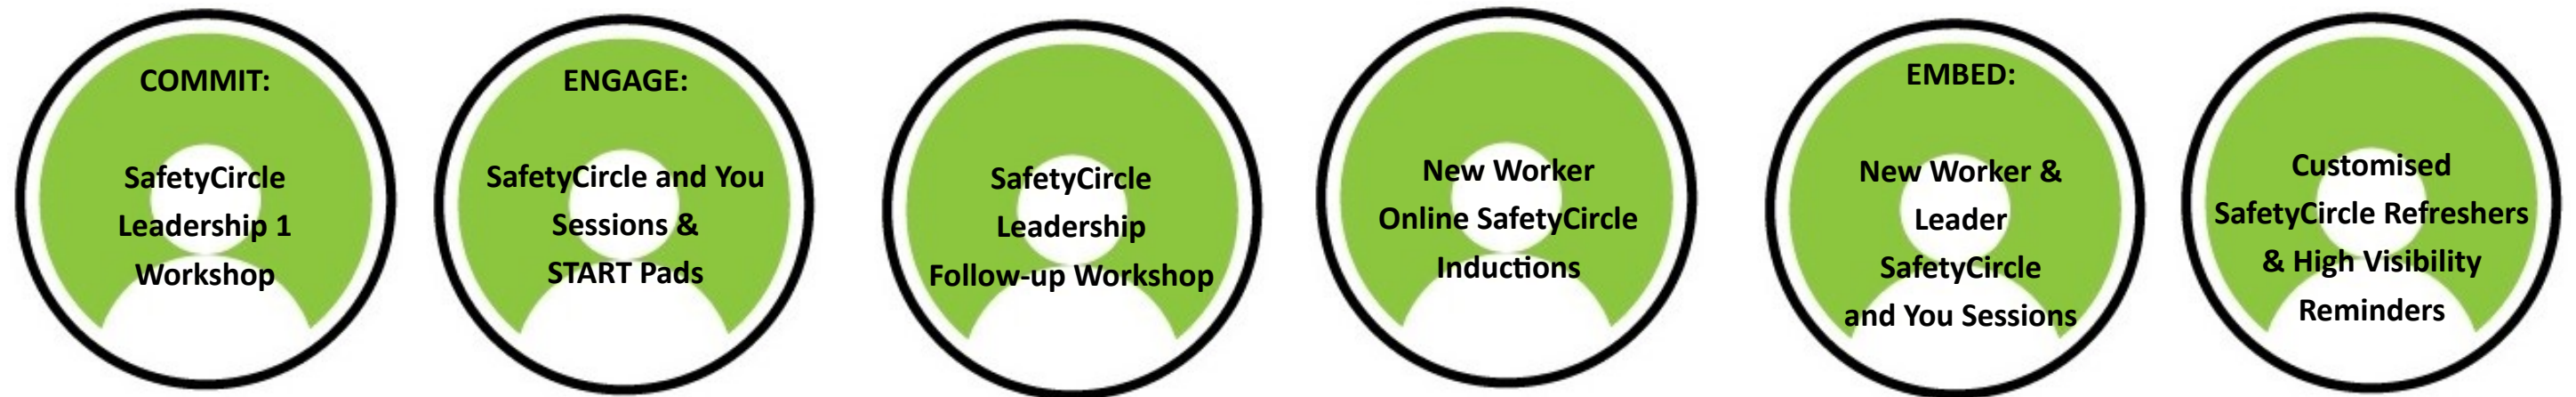 COMMIT:
SafetyCircle
Leadership 1
Workshop
ENGAGE:
SafetyCircle and You
Sessions &
START Pads
SafetyCircle
Leadership
Follow-up Workshop
New Worker
Online SafetyCircle
Inductions
EMBED:
New Worker &
Leader
SafetyCircle
and You Sessions
Customised
SafetyCircle Refreshers
& High Visibility
Reminders